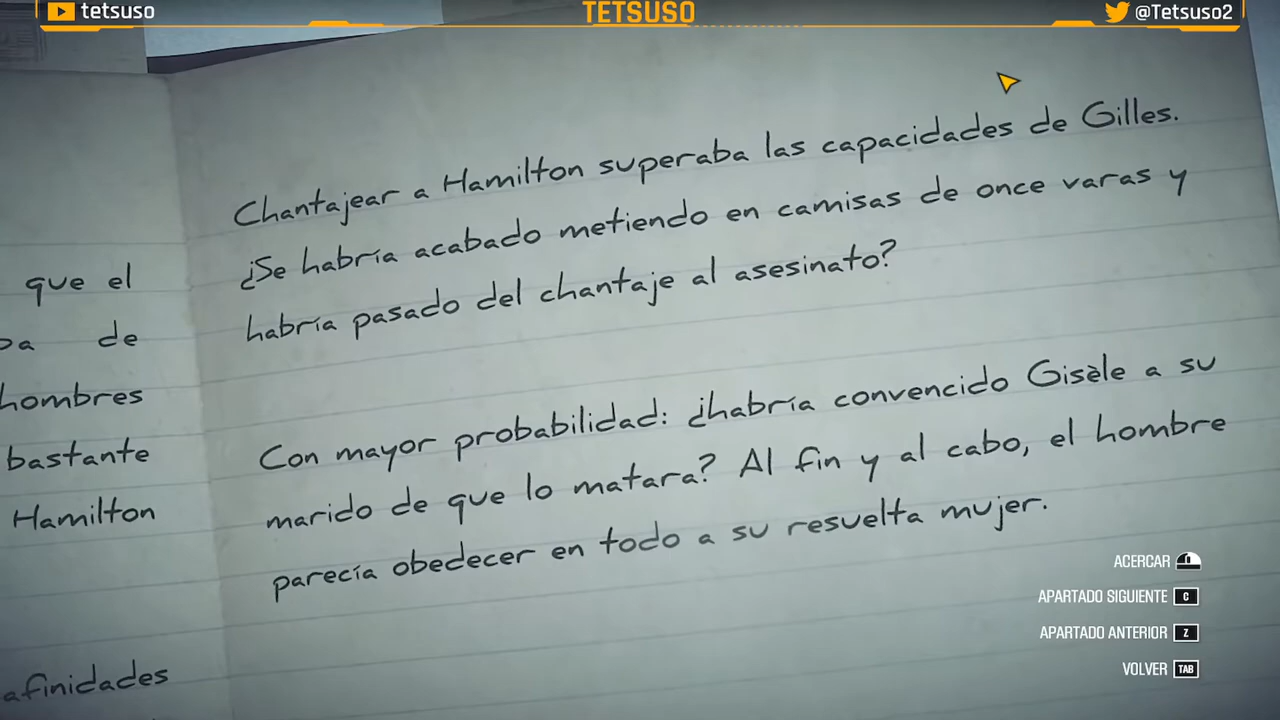 tetsuso
TETSUSO
@Tetsuso2
que el
de
hombres
bastante
Hamilton
afinidades
Chantajear a Hamilton superaba las capacidades de Gilles.
¿Se habría acabado metiendo en camisas de once varas y
habría pasado del chantaje al asesinato?
Con mayor probabilidad: ¿habría convencido Gisèle a su
marido de que lo matara? Al fin y al cabo, el hombre
parecía obedecer en todo a su resuelta mujer.
ACERCAR
APARTADO SIGUIENTE C
APARTADO ANTERIOR Z
VOLVER TAB